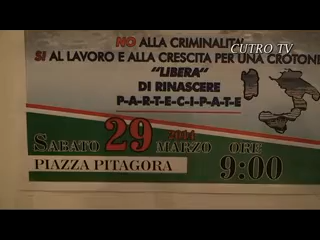 CUTRO TV
NO ALLA CRIMINALITA'
SI AL LAVORO E ALLA CRESCITA PER UNA CROTONE
"LIBERA"
DI RINASCERE
P-A-R-T-E-C-I-P-A-T-E
SABATO 29 2014 MARZO ORE 9:00
PIAZZA PITAGORA